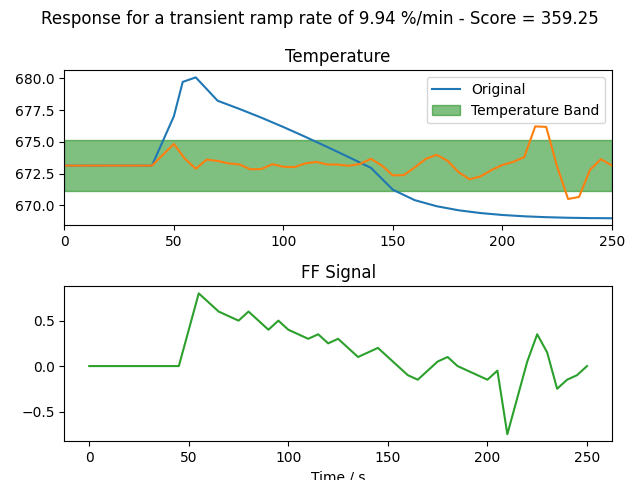 Response for a transient ramp rate of 9.94 %/min - Score = 359.25
Temperature
680.0
677.5
675.0
672.5
670.0
Original
Temperature Band
0 50 100 150 200 250
FF Signal
0.5
0.0
−0.5
0 50 100 150 200 250
Time / s